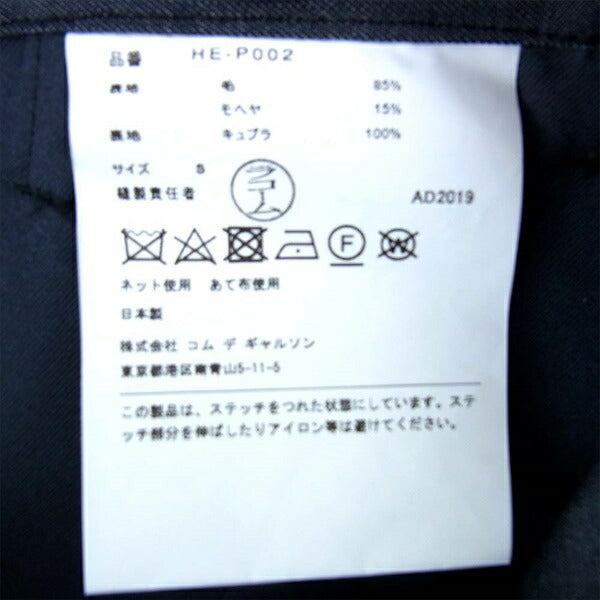 品番 HE-P002
表地 毛 85%
モヘヤ 15%
裏地 キュプラ 100%
サイズ S
縫製責任者 AD2019
F W
ネット使用 あて布使用
日本製
株式会社 コム デ ギャルソン
東京都港区南青山5-11-5
この製品は、ステッチをつれた状態にしています。ステ
ッチ部分を伸ばしたりアイロン等は避けてください。